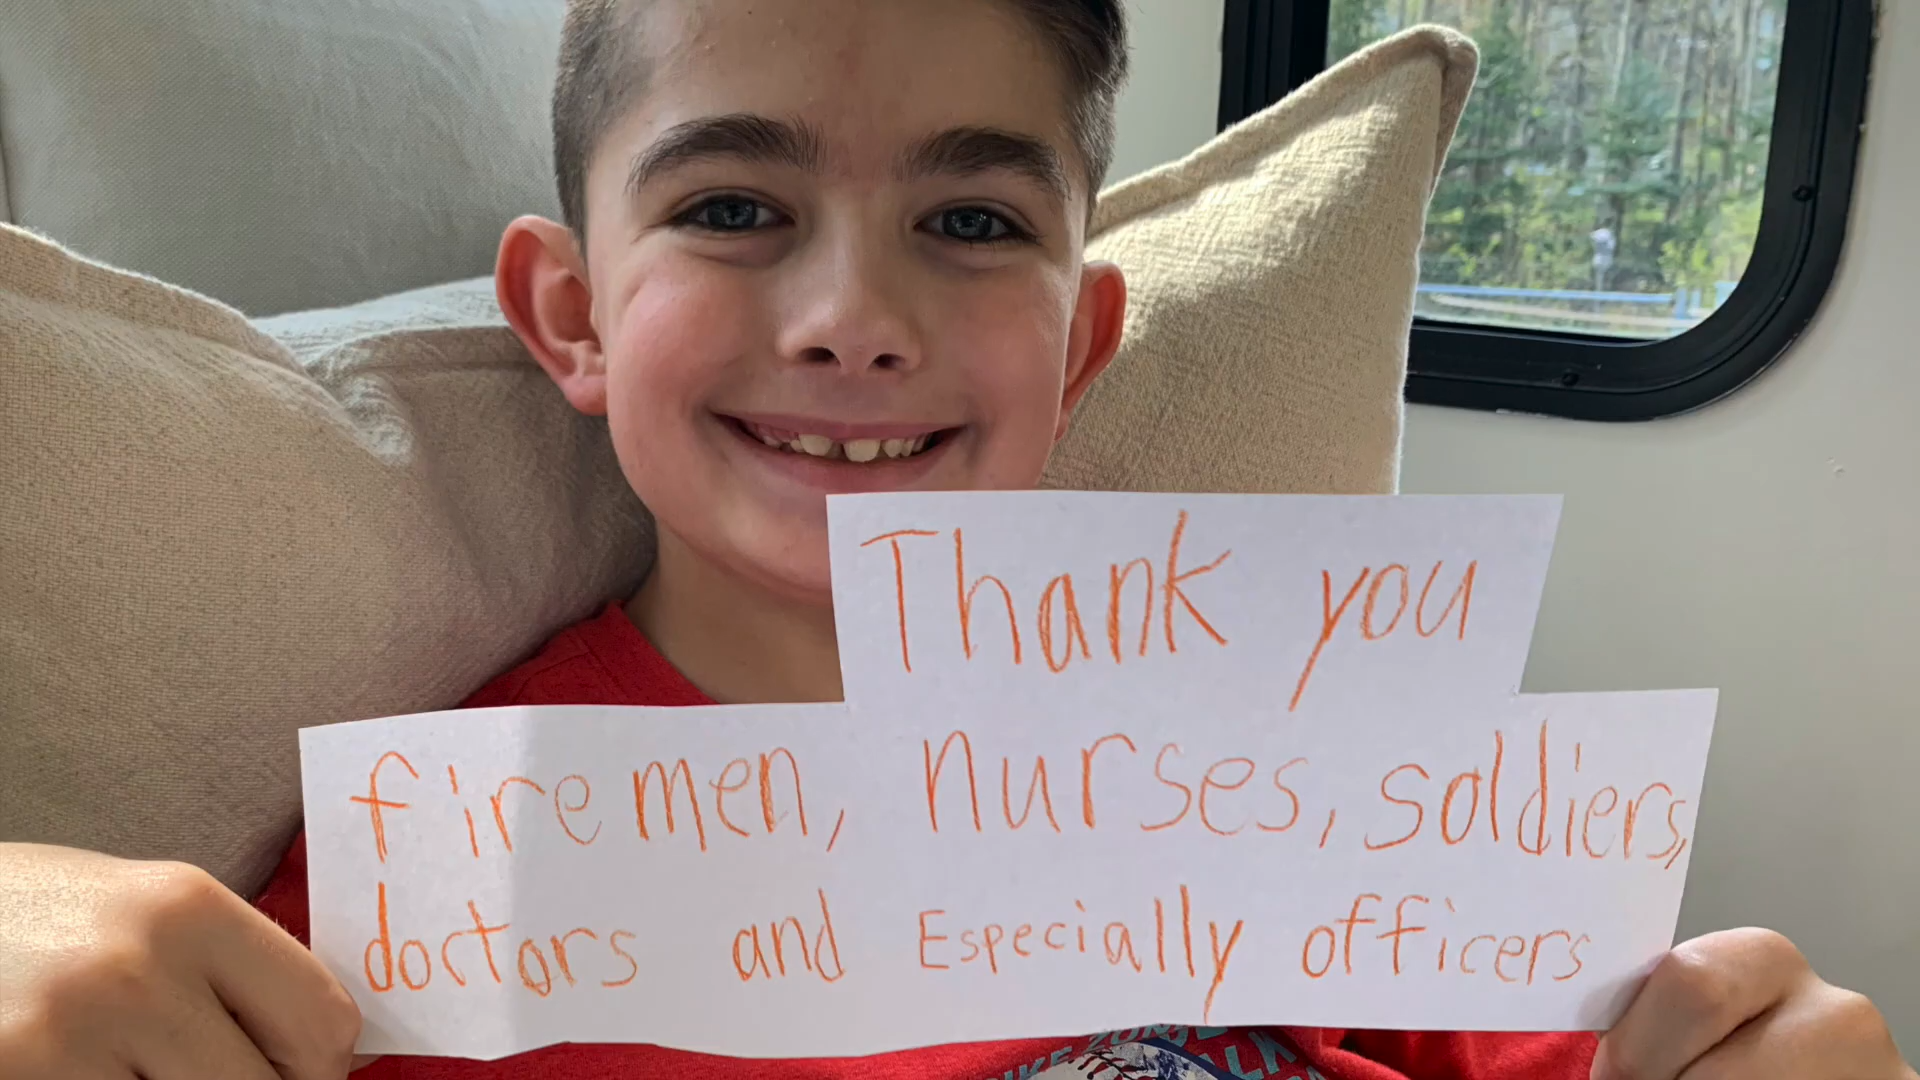 Thank you
firemen, nurses, soldiers,
doctors and Especially officers